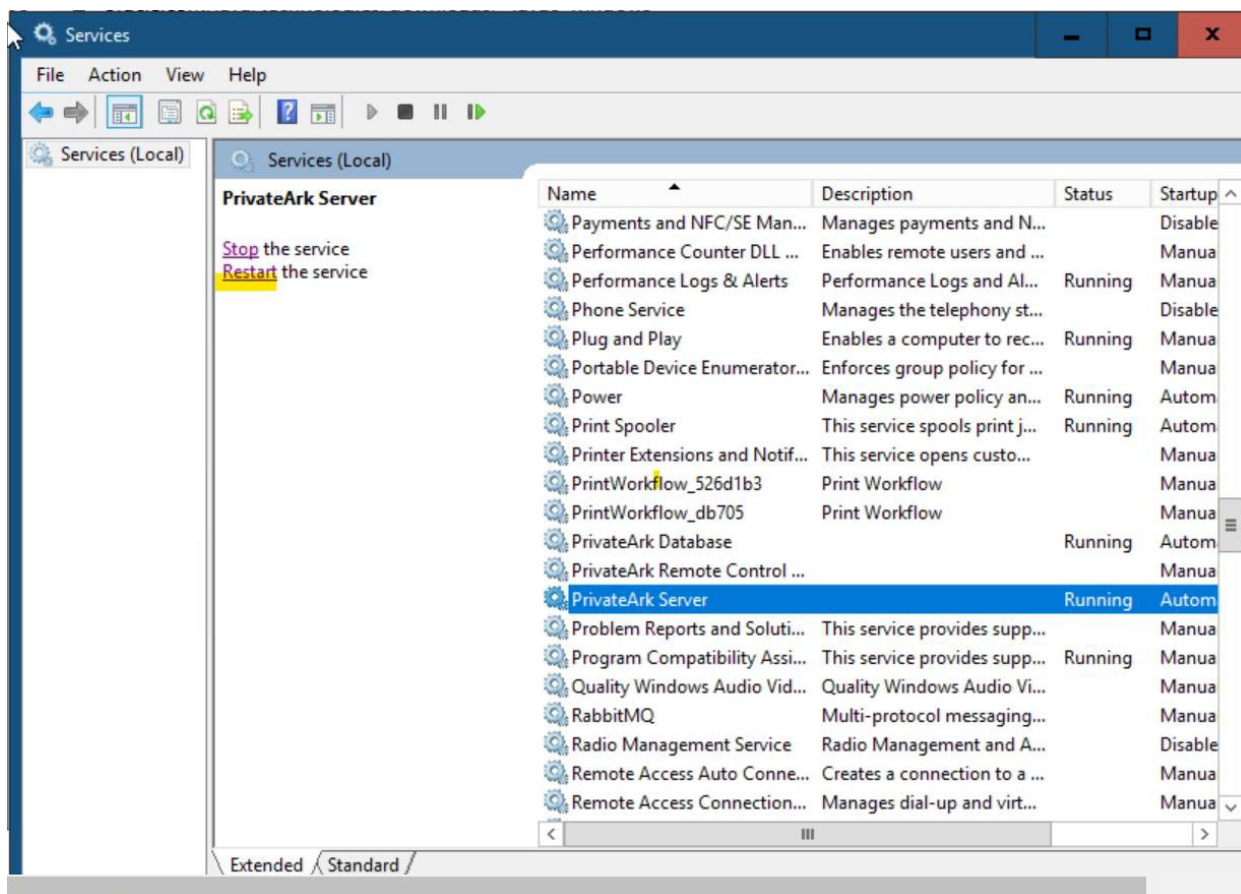 Services
File Action View Help
Services (Local)
Services (Local)
PrivateArk Server
Stop the service
Restart the service
Name Description Status Startup
Payments and NFC/SE Man... Manages payments and N... Disable
Performance Counter DLL ... Enables remote users and ... Manua
Performance Logs & Alerts Performance Logs and Al... Running Manua
Phone Service Manages the telephony st... Disable
Plug and Play Enables a computer to rec... Running Manua
Portable Device Enumerator... Enforces group policy for ... Manua
Power Manages power policy an... Running Autom
Print Spooler This service spools print j... Running Autom
Printer Extensions and Notif... This service opens custo... Manua
PrintWorkflow_526d1b3 Print Workflow Manua
PrintWorkflow_db705 Print Workflow Manua
PrivateArk Database Running Autom
PrivateArk Remote Control ... Manua
PrivateArk Server Running Autom
Problem Reports and Soluti... This service provides supp... Manua
Program Compatibility Assi... This service provides supp... Running Manua
Quality Windows Audio Vid... Quality Windows Audio Vi... Manua
RabbitMQ Multi-protocol messaging... Manua
Radio Management Service Radio Management and A... Disable
Remote Access Auto Conne... Creates a connection to a ... Manua
Remote Access Connection... Manages dial-up and virt... Manua
Extended Standard